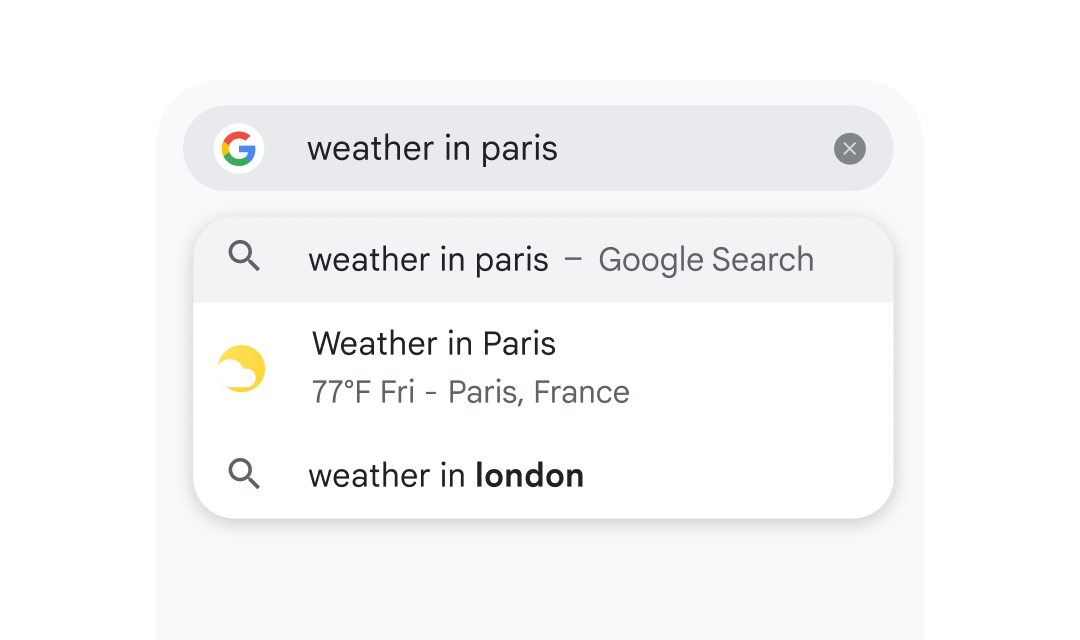 weather in paris
weather in paris – Google Search
Weather in Paris
77°F Fri - Paris, France
weather in london